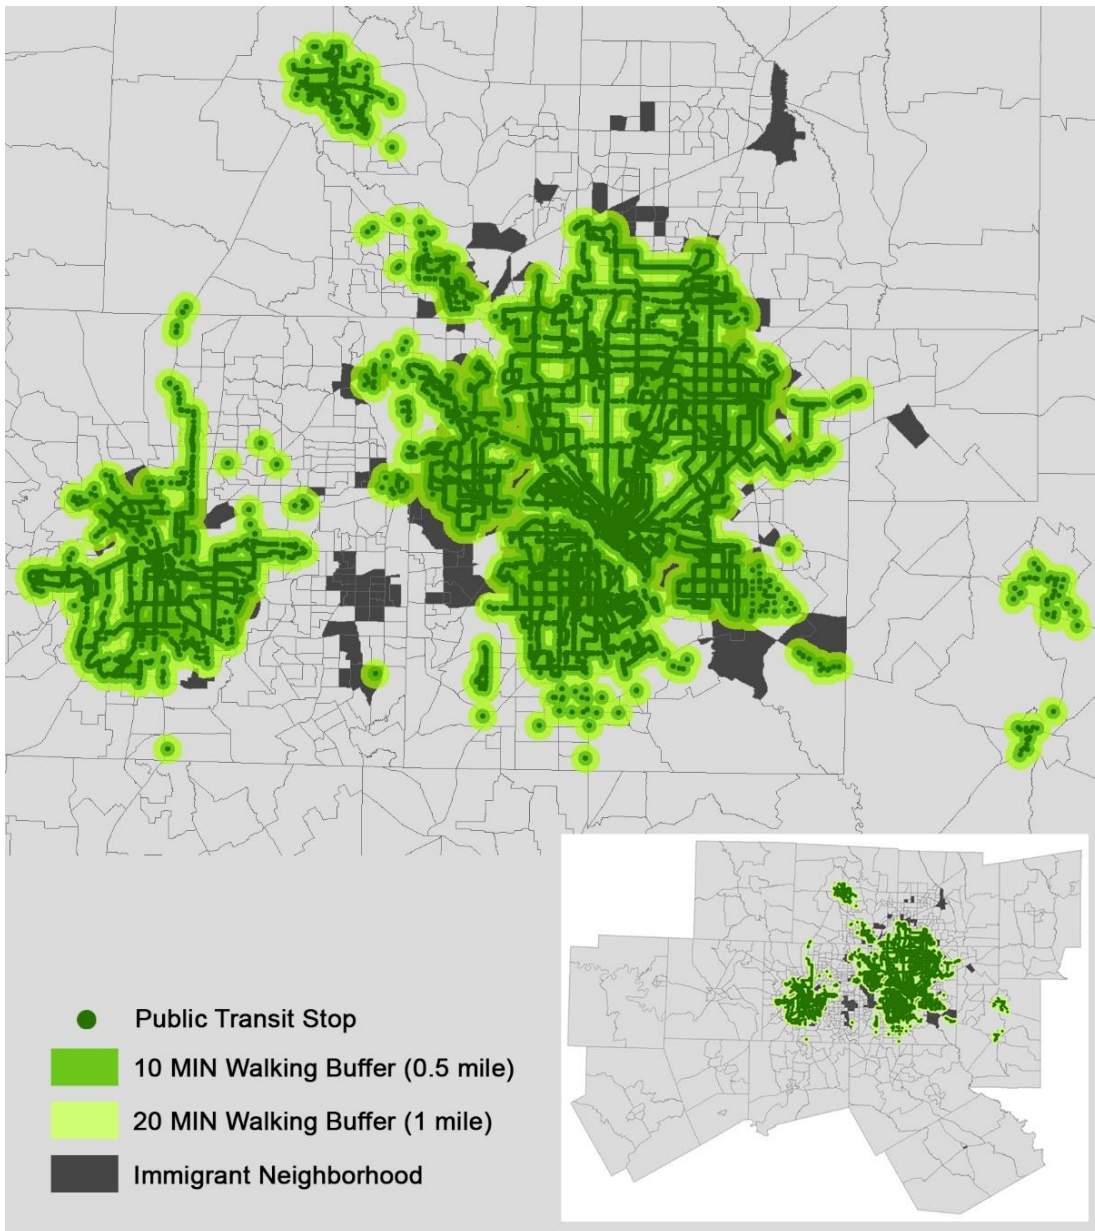 Public Transit Stop
10 MIN Walking Buffer (0.5 mile)
20 MIN Walking Buffer (1 mile)
Immigrant Neighborhood